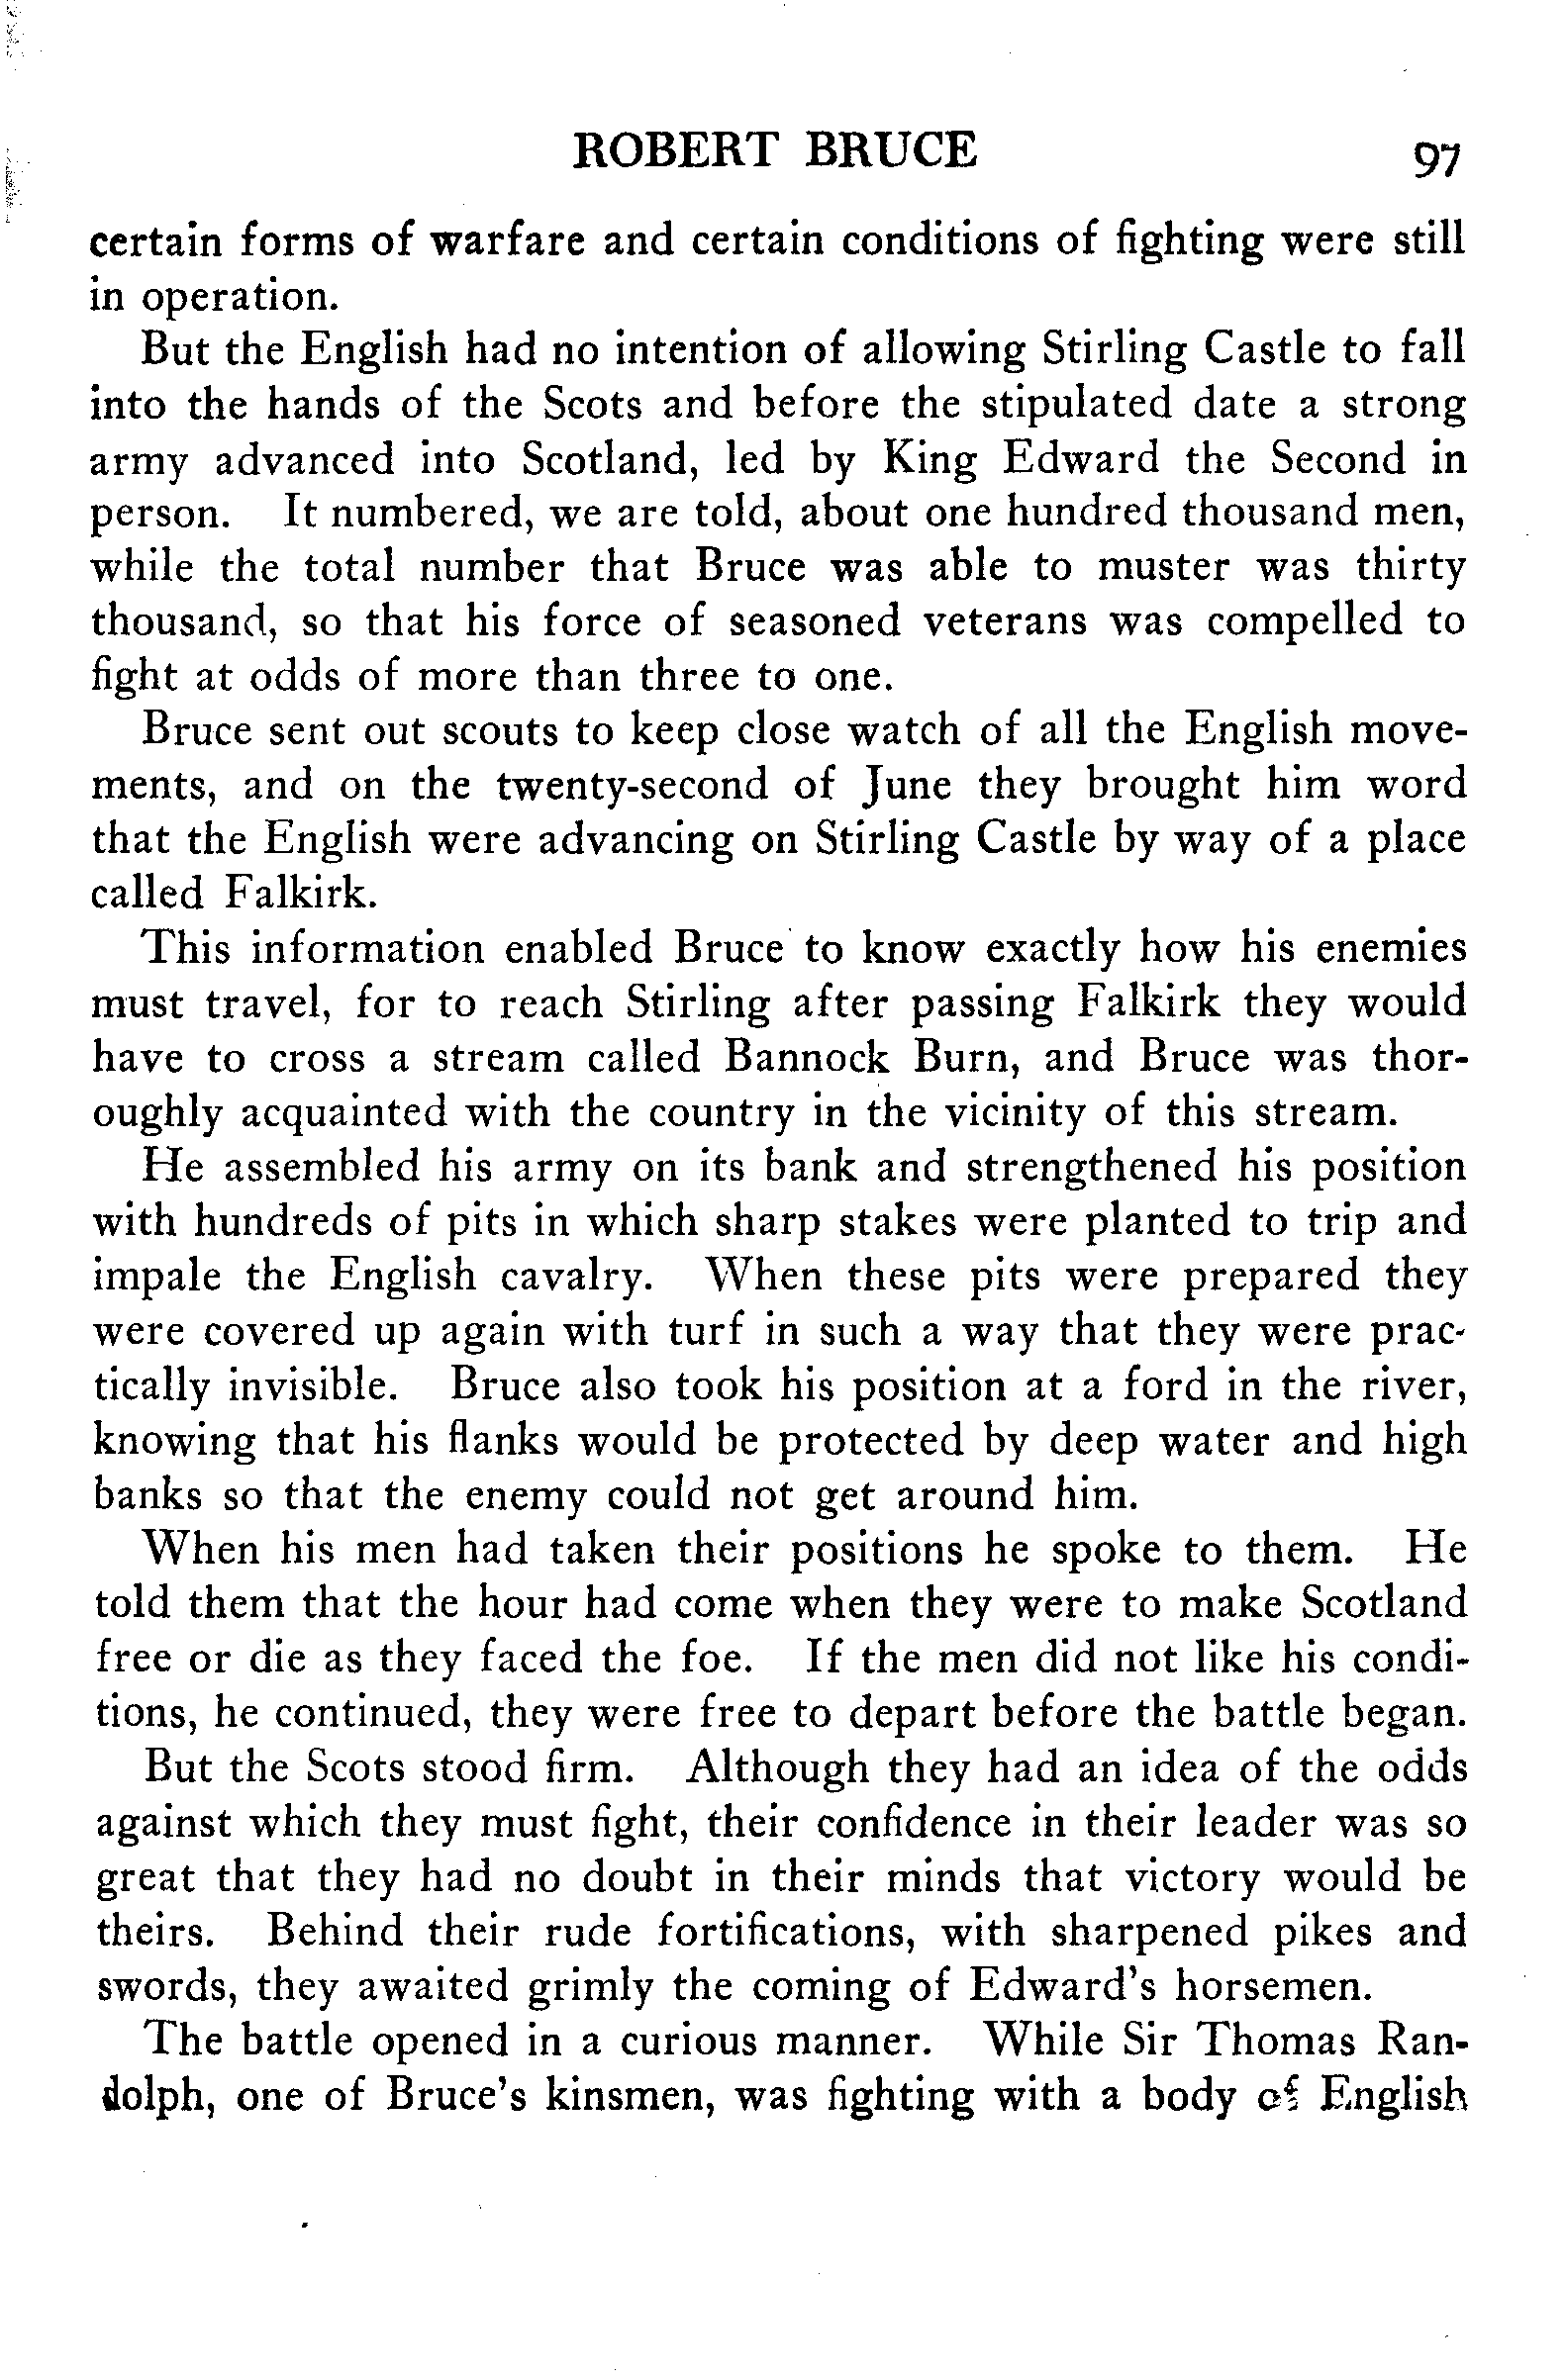 ROBERT BRUCE 97
certain forms of warfare and certain conditions of fighting were still
in operation.
But the English had no intention of allowing Stirling Castle to fall
into the hands of the Scots and before the stipulated date a strong
army advanced into Scotland, led by King Edward the Second in
person. It numbered, we are told, about one hundred thousand men,
while the total number that Bruce was able to muster was thirty
thousand, so that his force of seasoned veterans was compelled to
fight at odds of more than three to one.
Bruce sent out scouts to keep close watch of all the English move-
ments, and on the twenty-second of June they brought him word
that the English were advancing on Stirling Castle by way of a place
called Falkirk.
This information enabled Bruce to know exactly how his enemies
must travel, for to reach Stirling after passing Falkirk they would
have to cross a stream called Bannock Burn, and Bruce was thor-
oughly acquainted with the country in the vicinity of this stream.
He assembled his army on its bank and strengthened his position
with hundreds of pits in which sharp stakes were planted to trip and
impale the English cavalry. When these pits were prepared they
were covered up again with turf in such a way that they were prac-
tically invisible. Bruce also took his position at a ford in the river,
knowing that his flanks would be protected by deep water and high
banks so that the enemy could not get around him.
When his men had taken their positions he spoke to them. He
told them that the hour had come when they were to make Scotland
free or die as they faced the foe. If the men did not like his condi-
tions, he continued, they were free to depart before the battle began.
But the Scots stood firm. Although they had an idea of the odds
against which they must fight, their confidence in their leader was so
great that they had no doubt in their minds that victory would be
theirs. Behind their rude fortifications, with sharpened pikes and
swords, they awaited grimly the coming of Edward's horsemen.
The battle opened in a curious manner. While Sir Thomas Ran-
dolph, one of Bruce's kinsmen, was fighting with a body of English